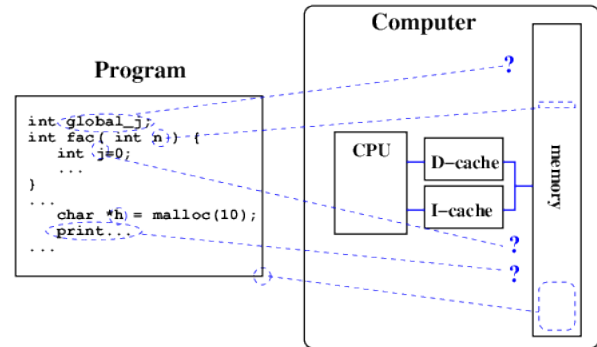 Program
int global_j;
int fac( int n ) {
int j=0;
...
}
...
char *h = malloc(10);
print...
...
Computer
?
CPU
D-cache
I-cache
memory
?
?